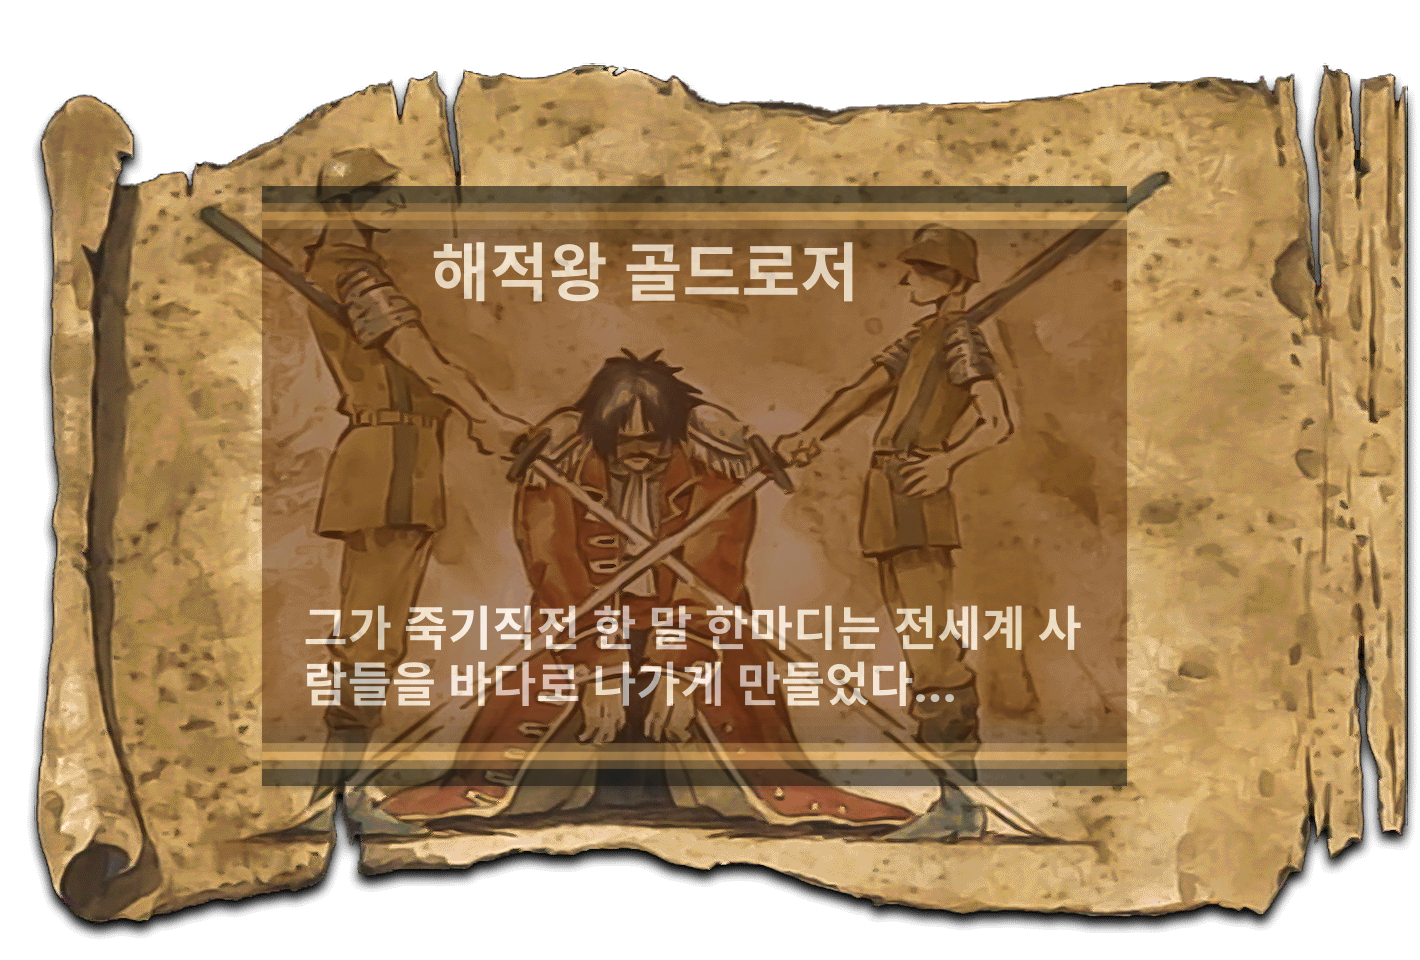 해적왕 골드로저
그가 죽기직전 한 말 한마디는 전세계 사
람들을 바다로 나가게 만들었다...